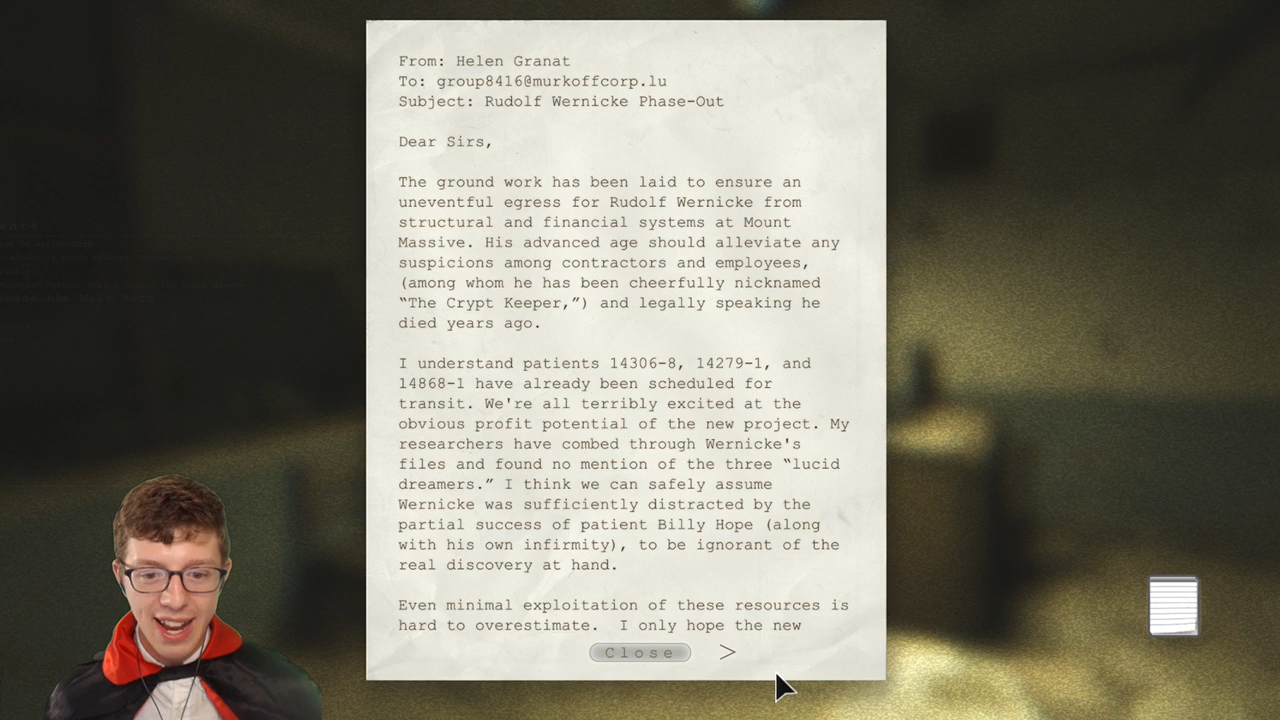 From: Helen Granat
To: group8416@murkoffcorp.lu
Subject: Rudolf Wernicke Phase-Out
Dear Sirs,
The ground work has been laid to ensure an
uneventful egress for Rudolf Wernicke from
structural and financial systems at Mount
Massive. His advanced age should alleviate any
suspicions among contractors and employees,
(among whom he has been cheerfully nicknamed
“The Crypt Keeper,”) and legally speaking he
died years ago.
I understand patients 14306-8, 14279-1, and
14868-1 have already been scheduled for
transit. We're all terribly excited at the
obvious profit potential of the new project. My
researchers have combed through Wernicke's
files and found no mention of the three “lucid
dreamers.” I think we can safely assume
Wernicke was sufficiently distracted by the
partial success of patient Billy Hope (along
with his own infirmity), to be ignorant of the
real discovery at hand.
Even minimal exploitation of these resources is
hard to overestimate.  I only hope the new
Close >